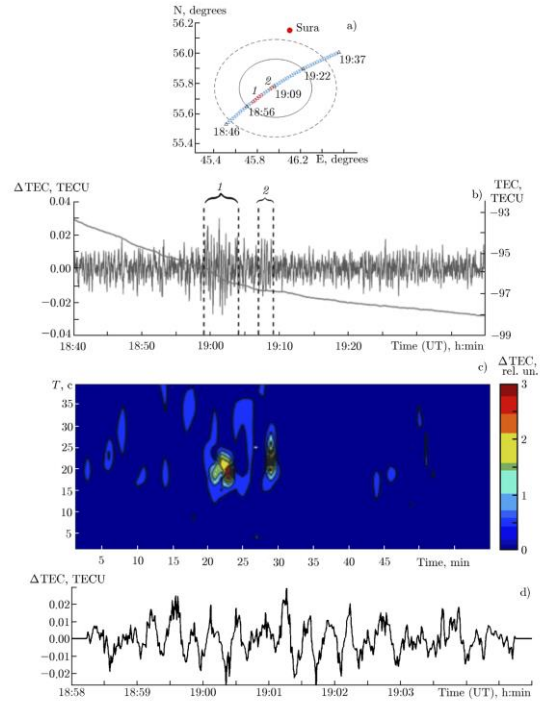 N, degrees
56.2
a)
Sura
56.0
19:37
55.8
1 2
19:22
19:09
55.6
18:56
18:46
55.4
45.4 45.8 46.2 E, degrees
ΔTEC, TECU
b)
TEC,
TECU
1 2
0.04
−93
0.02
−95
0.00
−0.02
−97
−0.04
−99
18:40 18:50 19:00 19:10 19:20 Time (UT), h:min
c)
ΔTEC,
rel. un.
T, c
3
35
30
25
2
20
15
1
10
5
0
5 10 15 20 25 30 35 40 45 Time, min
ΔTEC, TECU
d)
0.02
0.01
0.00
−0.01
−0.02
18:58 18:59 19:00 19:01 19:02 19:03 Time (UT), h:min